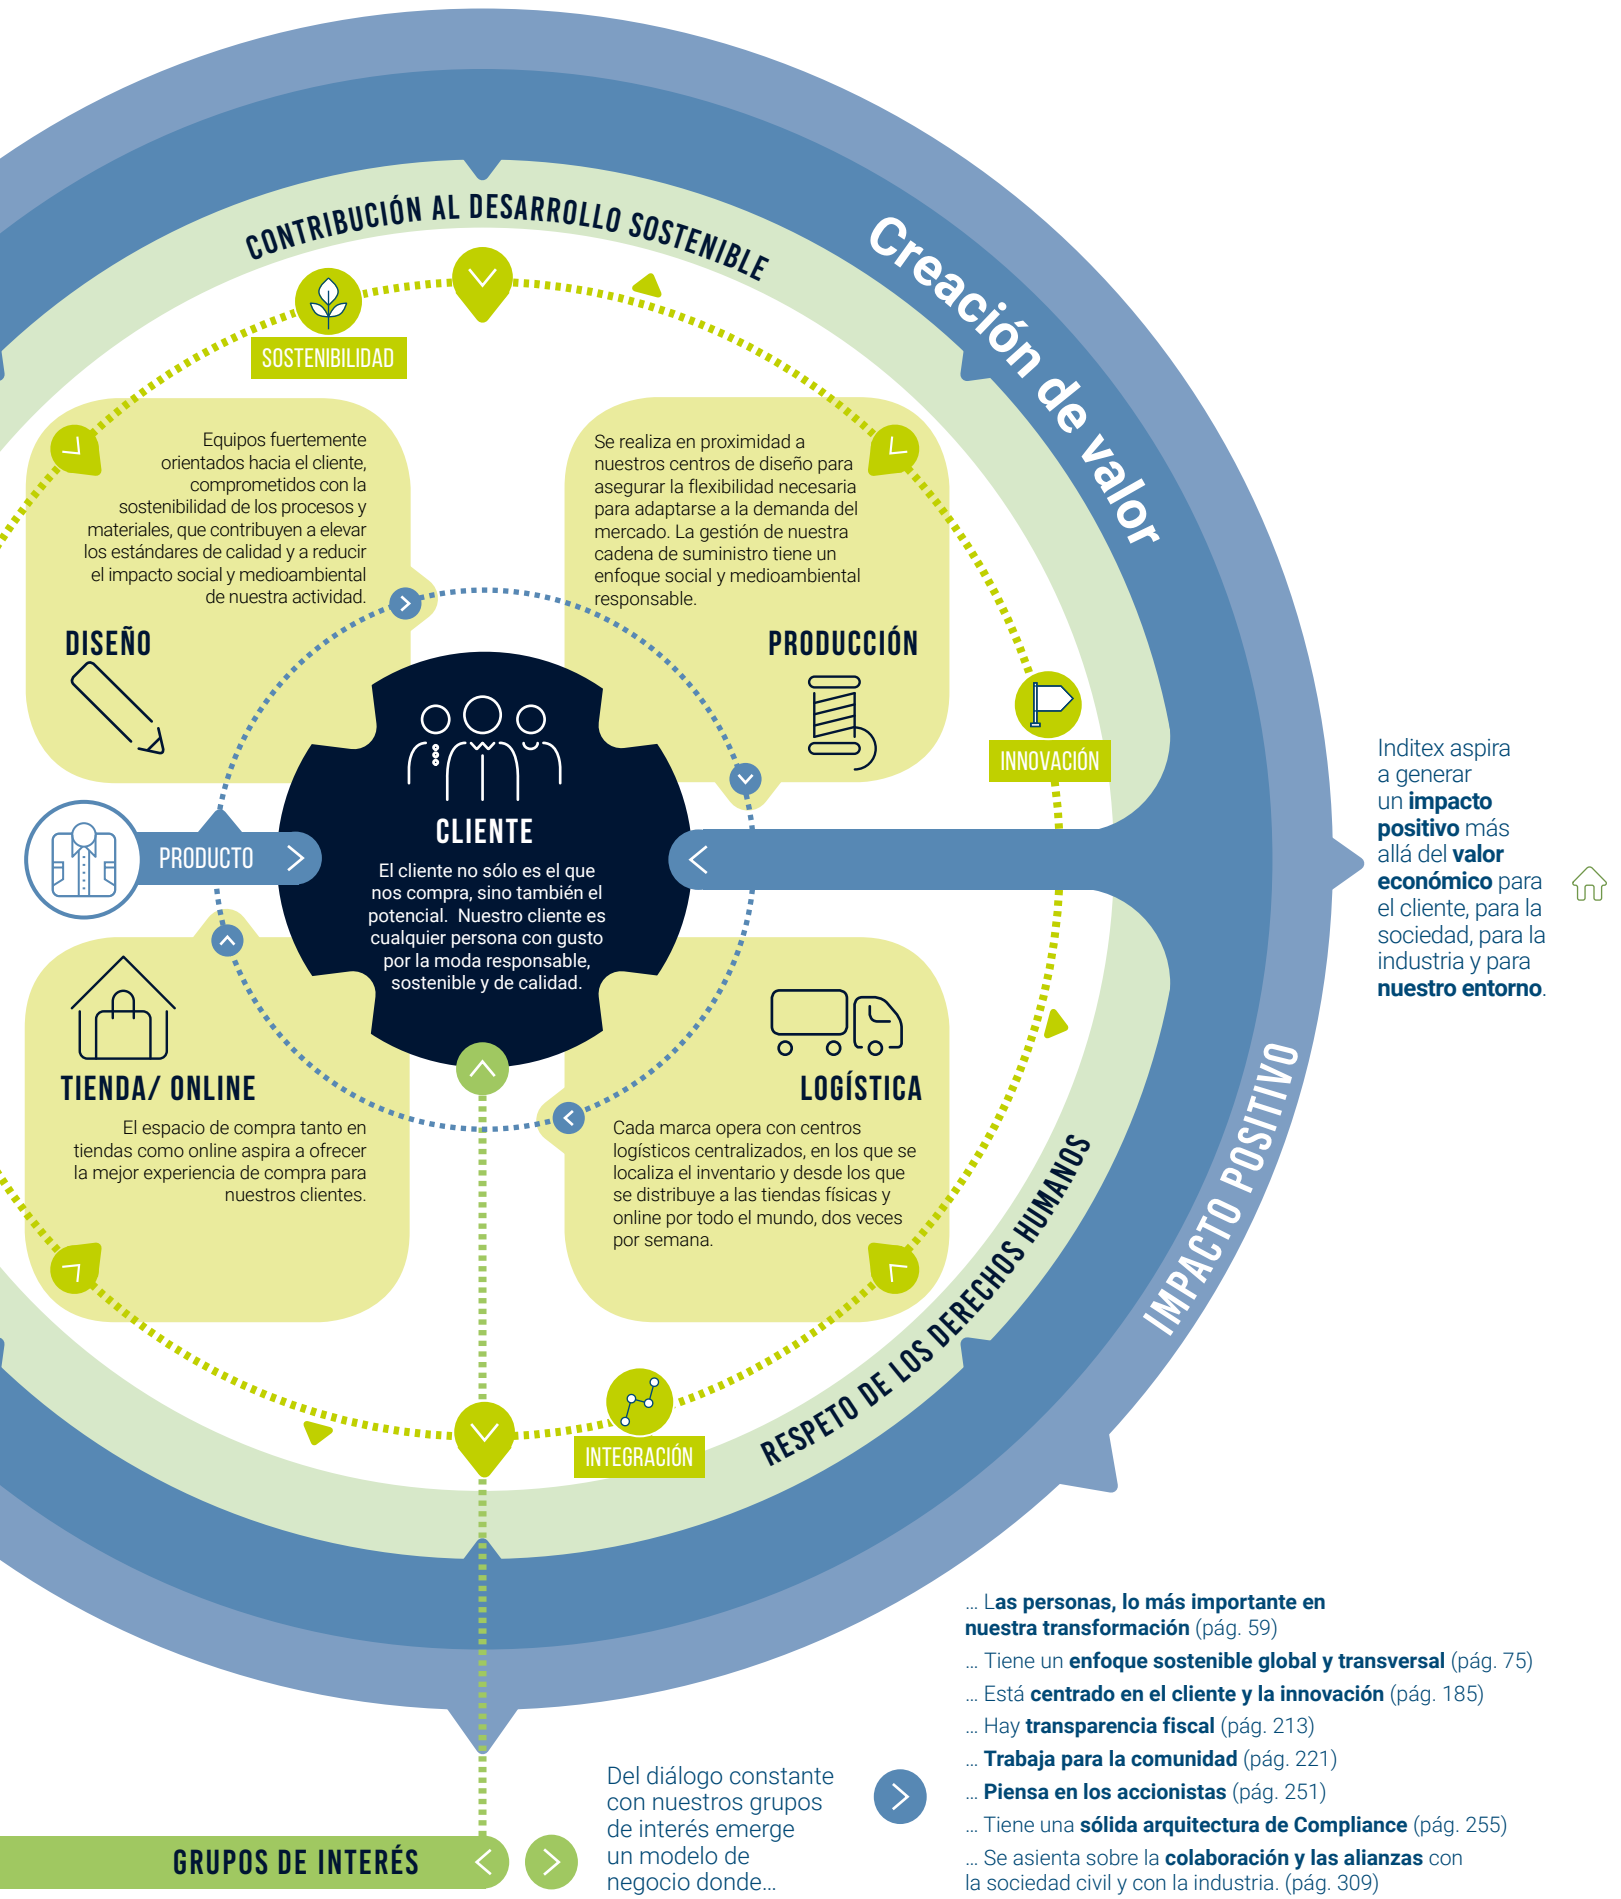 CONTRIBUCIÓN AL DESARROLLO SOSTENIBLE
Creación de valor
SOSTENIBILIDAD
Equipos fuertemente
orientados hacia el cliente,
comprometidos con la
sostenibilidad de los procesos y
materiales, que contribuyen a elevar
los estándares de calidad y a reducir
el impacto social y medioambiental
de nuestra actividad.
DISEÑO
Se realiza en proximidad a
nuestros centros de diseño para
asegurar la flexibilidad necesaria
para adaptarse a la demanda del
mercado. La gestión de nuestra
cadena de suministro tiene un
enfoque social y medioambiental
responsable.
PRODUCCIÓN
INNOVACIÓN
PRODUCTO
CLIENTE
El cliente no sólo es el que
nos compra, sino también el
potencial. Nuestro cliente es
cualquier persona con gusto
por la moda responsable,
sostenible y de calidad.
Inditex aspira
a generar
un impacto
positivo más
allá del valor
económico para
el cliente, para la
sociedad, para la
industria y para
nuestro entorno.
TIENDA/ ONLINE
El espacio de compra tanto en
tiendas como online aspira a ofrecer
la mejor experiencia de compra para
nuestros clientes.
LOGÍSTICA
Cada marca opera con centros
logísticos centralizados, en los que se
localiza el inventario y desde los que
se distribuye a las tiendas físicas y
online por todo el mundo, dos veces
por semana.
INTEGRACIÓN
RESPETO DE LOS DERECHOS HUMANOS
IMPACTO POSITIVO
GRUPOS DE INTERÉS
Del diálogo constante
con nuestros grupos
de interés emerge
un modelo de
negocio donde...
... Las personas, lo más importante en
nuestra transformación (pág. 59)
... Tiene un enfoque sostenible global y transversal (pág. 75)
... Está centrado en el cliente y la innovación (pág. 185)
... Hay transparencia fiscal (pág. 213)
... Trabaja para la comunidad (pág. 221)
... Piensa en los accionistas (pág. 251)
... Tiene una sólida arquitectura de Compliance (pág. 255)
... Se asienta sobre la colaboración y las alianzas con
la sociedad civil y con la industria. (pág. 309)